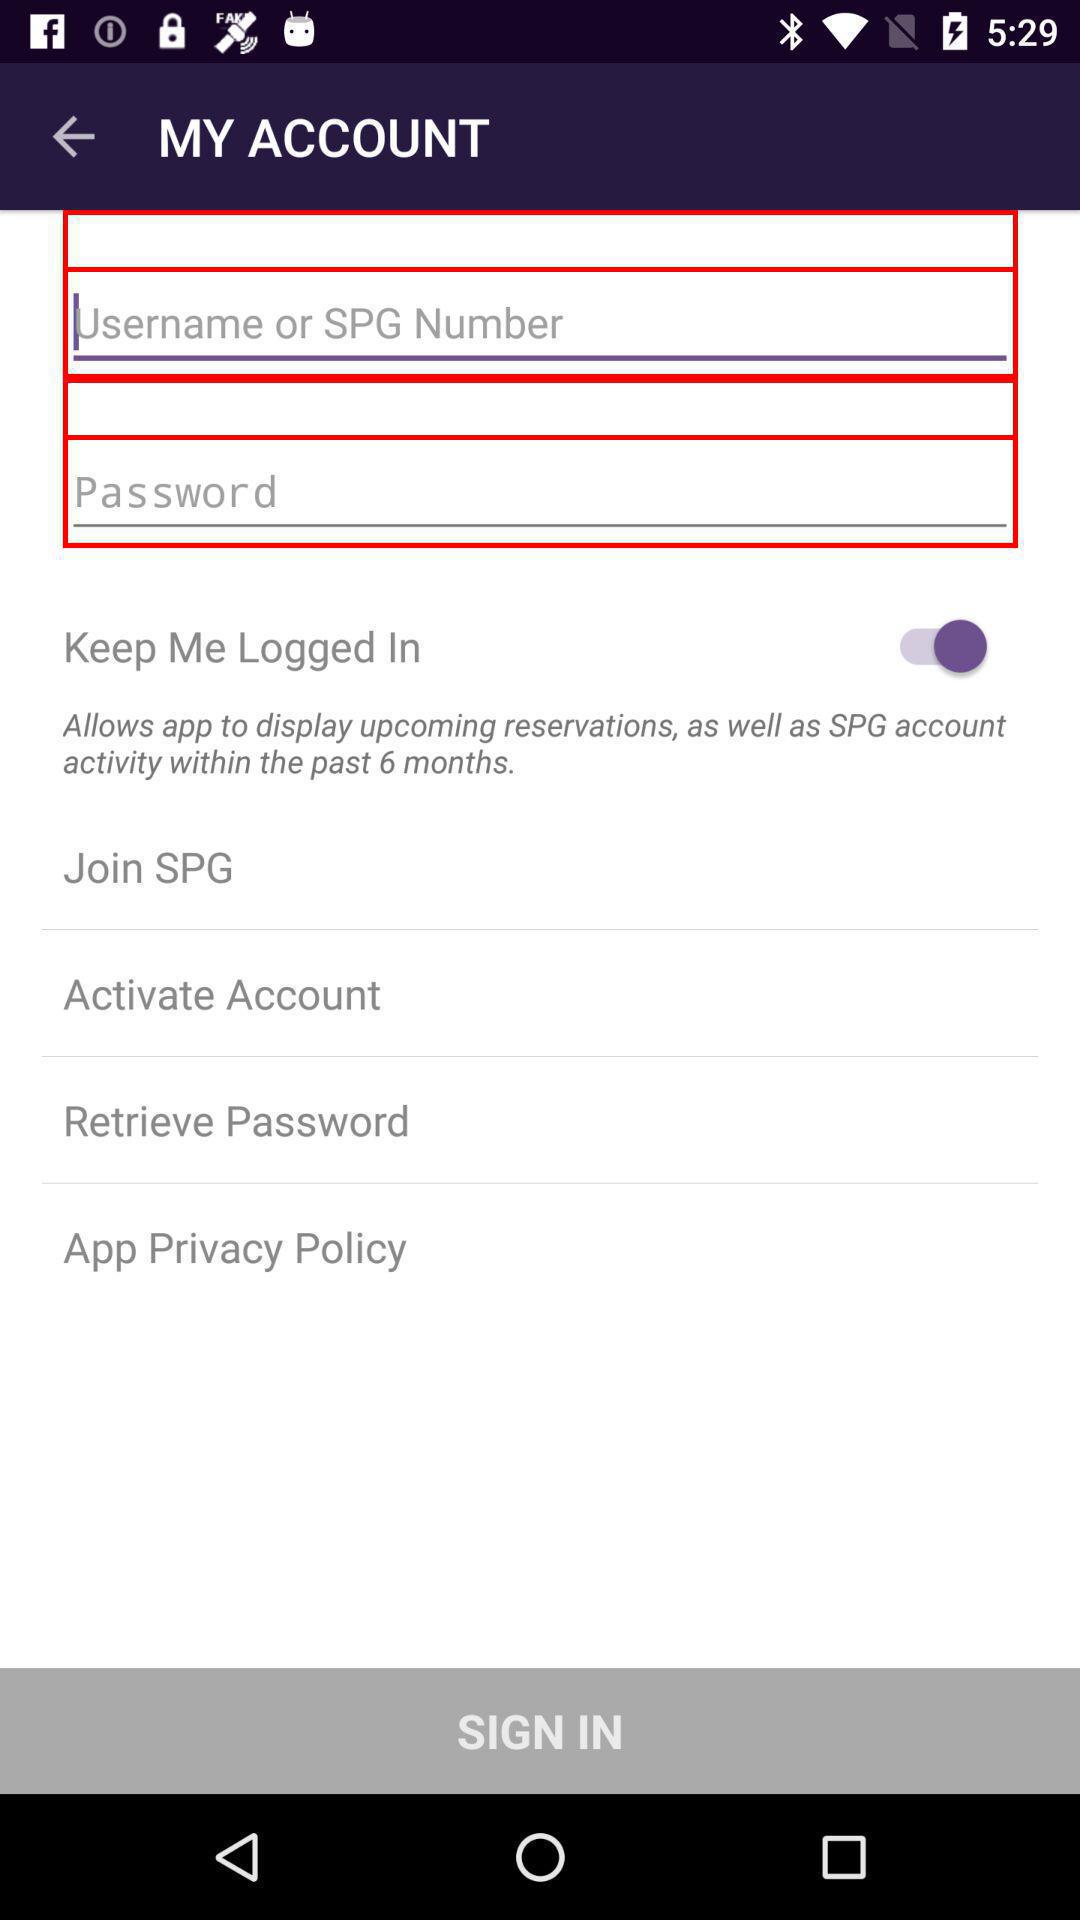 FAKE
5:29
MY ACCOUNT
Username or SPG Number
Password
Keep Me Logged In
Allows app to display upcoming reservations, as well as SPG account
activity within the past 6 months.
Join SPG
Activate Account
Retrieve Password
App Privacy Policy
SIGN IN